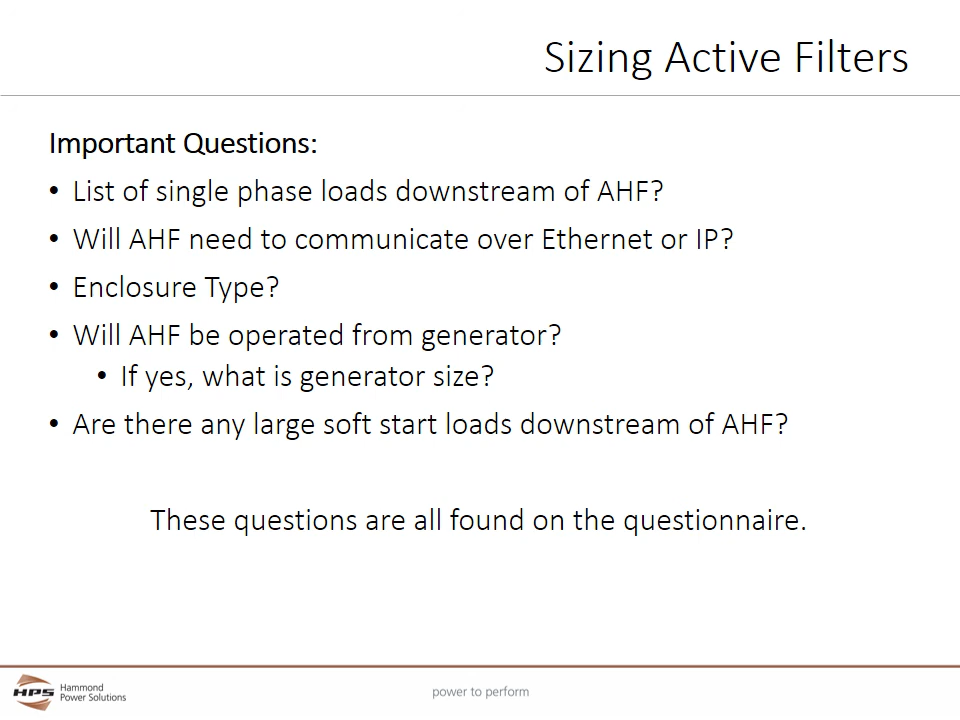 Sizing Active Filters
Important Questions:
• List of single phase loads downstream of AHF?
• Will AHF need to communicate over Ethernet or IP?
• Enclosure Type?
• Will AHF be operated from generator?
• If yes, what is generator size?
• Are there any large soft start loads downstream of AHF?
These questions are all found on the questionnaire.
HPS
Hammond
Power Solutions
power to perform